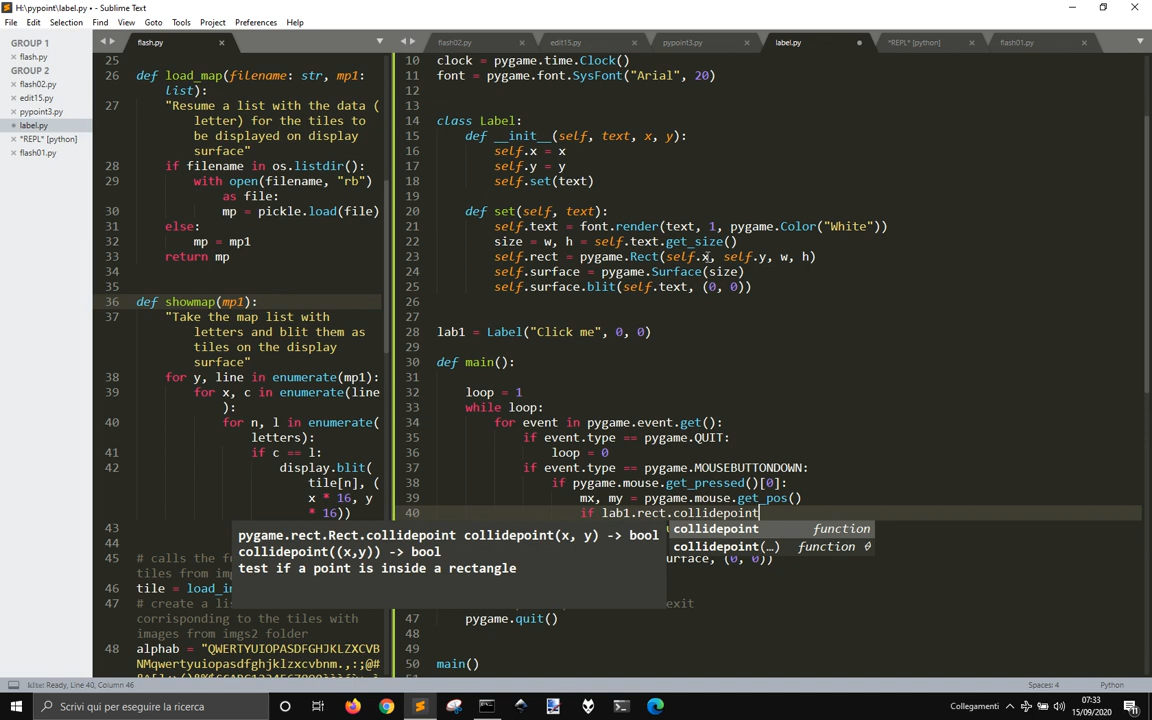 H:\pypoint\label.py • - Sublime Text
File Edit Selection Find View Goto Tools Project Preferences Help
GROUP 1
flash.py
GROUP 2
flash02.py
edit15.py
pypoint3.py
label.py
*REPL* [python]
flash01.py
flash.py
25
26 def load_map(filename: str, mp1:
list):
27 "Resume a list with the data (
letter) for the tiles to
be displayed on display
surface"
28 if filename in os.listdir():
29 with open(filename, "rb")
as file:
30 mp = pickle.load(file)
31 else:
32 mp = mp1
33 return mp
34
35
36 def showmap(mp1):
37 "Take the map list with
letters and blit them as
tiles on the display
surface"
38 for y, line in enumerate(mp1):
39 for x, c in enumerate(line
):
40 for n, l in enumerate(
letters):
41 if c == l:
42 display.blit(
tile[n], (
x * 16, y
* 16))
43
44
45 # calls the fu
tiles from img
46 tile = load_in
47 # create a lis
corrisponding to the tiles with
images from imgs2 folder
48 alphab = "QWERTYUIOPASDFGHJKLZXCVB
NMqwertyuiopasdfghjklzxcvbnm.,:;@#
flash02.py edit15.py pypoint3.py label.py *REPL* [python] flash01.py
10 clock = pygame.time.Clock()
11 font = pygame.font.SysFont("Arial", 20)
12
13
14 class Label:
15 def __init__(self, text, x, y):
16 self.x = x
17 self.y = y
18 self.set(text)
19
20 def set(self, text):
21 self.text = font.render(text, 1, pygame.Color("White"))
22 size = w, h = self.text.get_size()
23 self.rect = pygame.Rect(self.x, self.y, w, h)
24 self.surface = pygame.Surface(size)
25 self.surface.blit(self.text, (0, 0))
26
27
28 lab1 = Label("Click me", 0, 0)
29
30 def main():
31
32 loop = 1
33 while loop:
34 for event in pygame.event.get():
35 if event.type == pygame.QUIT:
36 loop = 0
37 if event.type == pygame.MOUSEBUTTONDOWN:
38 if pygame.mouse.get_pressed()[0]:
39 mx, my = pygame.mouse.get_pos()
40 if lab1.rect.collidepoint
surface, (0, 0))
exit
47 pygame.quit()
48
49
50 main()
pygame.rect.Rect.collidepoint collidepoint(x, y) -> bool
collidepoint((x,y)) -> bool
test if a point is inside a rectangle
collidepoint function
collidepoint(…) function
kite: Ready, Line 40, Column 46
Spaces: 4
Python
Scrivi qui per eseguire la ricerca
Collegamenti
07:33
15/09/2020